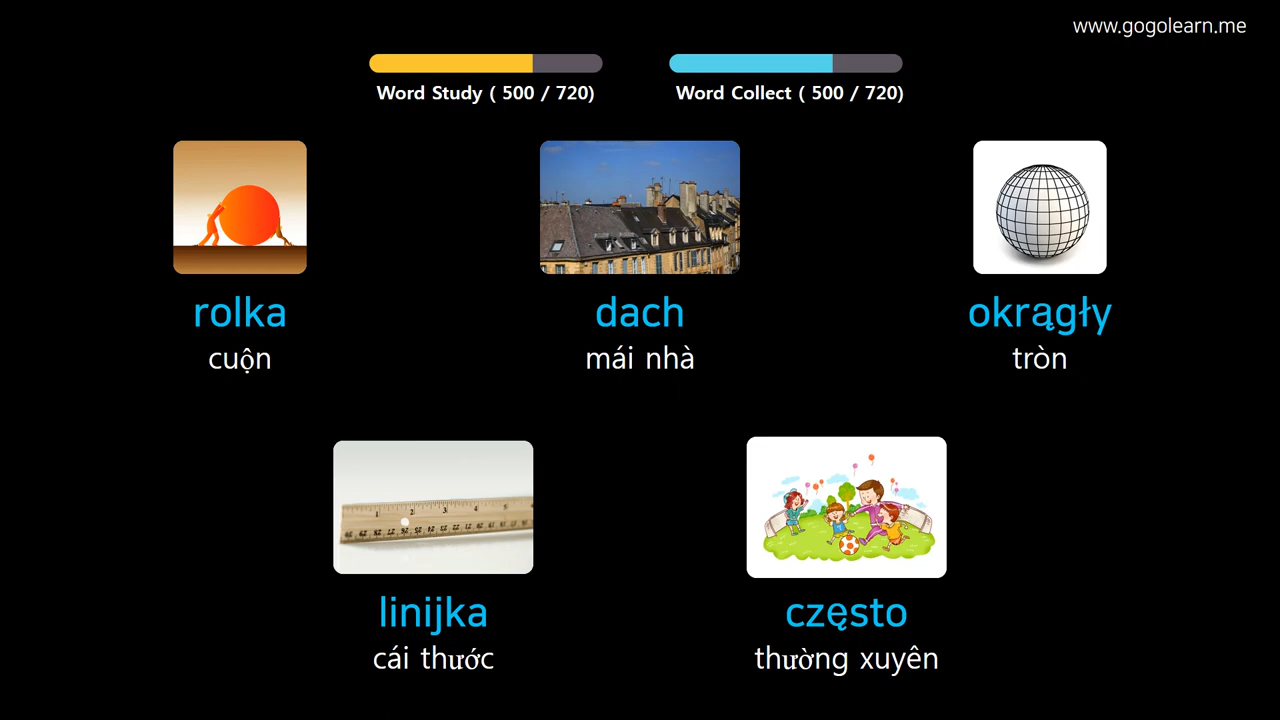 www.gogolearn.me
Word Study ( 500 / 720)
Word Collect ( 500 / 720)
rolka
cuộn
dach
mái nhà
okrągły
tròn
linijka
cái thước
często
thường xuyên